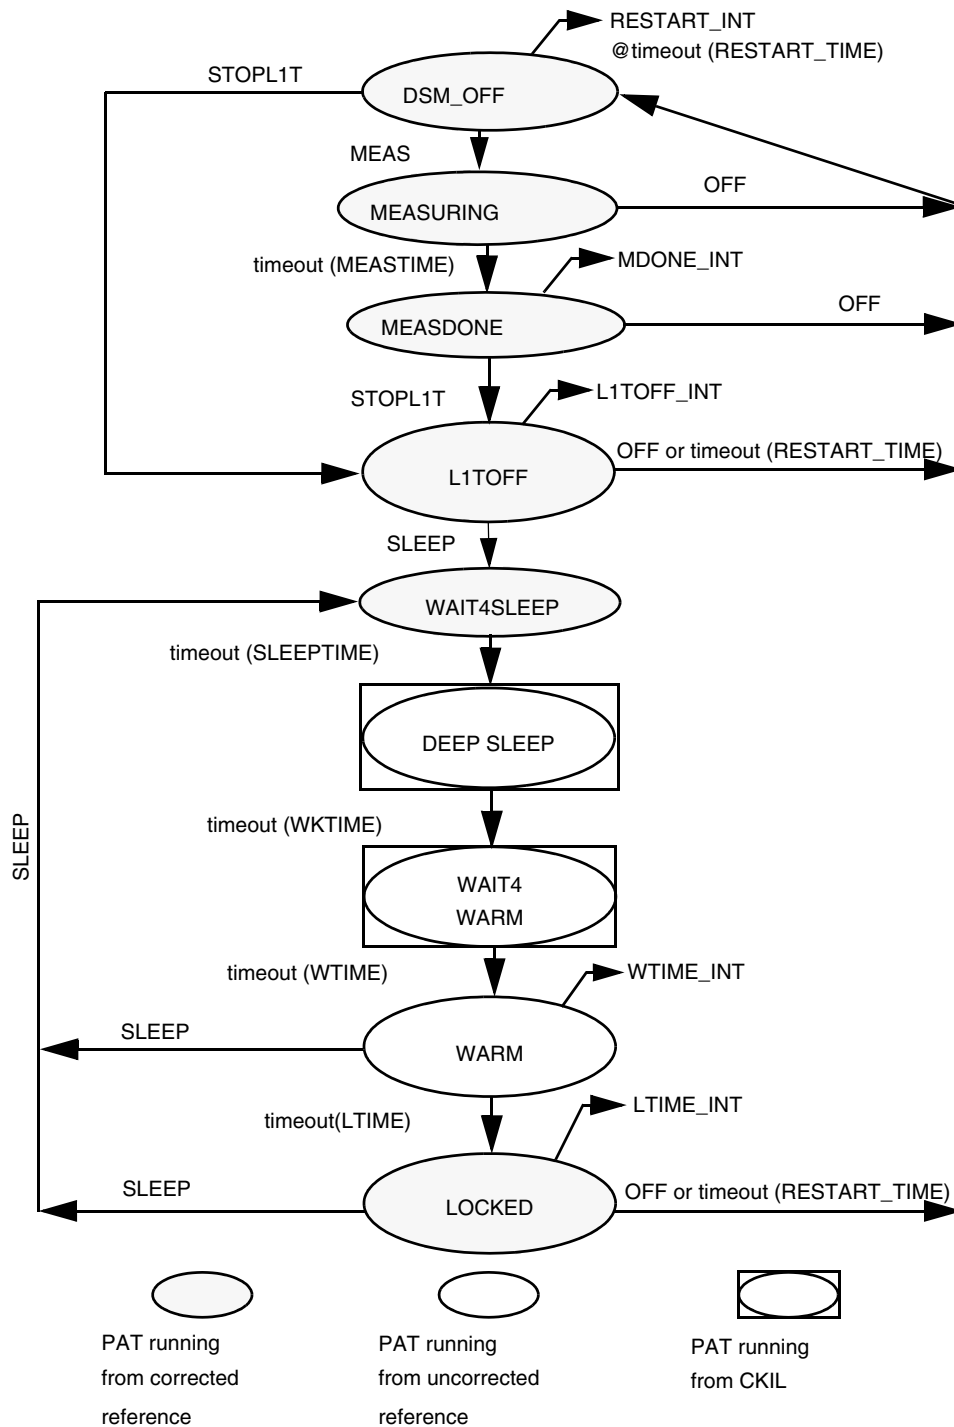 RESTART_INT
@timeout (RESTART_TIME)
STOPL1T
DSM_OFF
MEAS
OFF
MEASURING
timeout (MEASTIME)
MDONE_INT
OFF
MEASDONE
STOPL1T
L1TOFF_INT
OFF or timeout (RESTART_TIME)
L1TOFF
SLEEP
WAIT4SLEEP
timeout (SLEEPTIME)
DEEP SLEEP
timeout (WKTIME)
SLEEP
WAIT4
WARM
timeout (WTIME)
WTIME_INT
SLEEP
WARM
timeout(LTIME)
LTIME_INT
SLEEP
OFF or timeout (RESTART_TIME)
LOCKED
PAT running
from corrected
reference
PAT running
from uncorrected
reference
PAT running
from CKIL